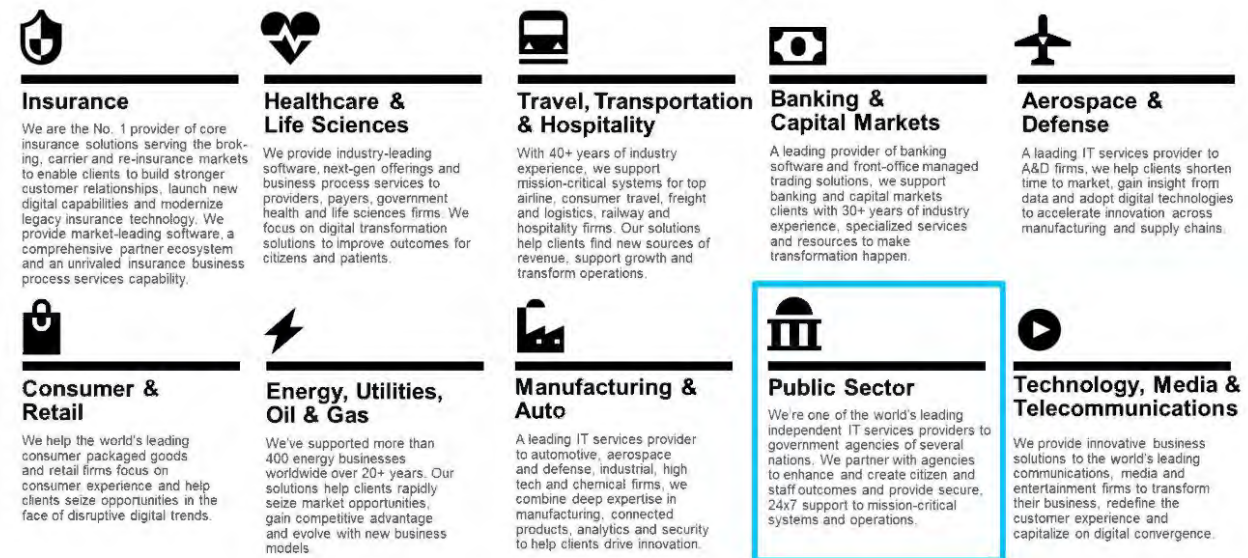 Insurance
We are the No. 1 provider of core
insurance solutions serving the brok-
ing, carrier and re-insurance markets
to enable clients to build stronger
customer relationships, launch new
digital capabilities and modernize
legacy insurance technology. We
provide market-leading software, a
comprehensive partner ecosystem
and an unrivaled insurance business
process services capability.
Healthcare &
Life Sciences
We provide industry-leading
software, next-gen offerings and
business process services to
providers, payers, government
health and life sciences firms. We
focus on digital transformation
solutions to improve outcomes for
citizens and patients.
Travel, Transportation
& Hospitality
With 40+ years of industry
experience, we support
mission-critical systems for top
airline, consumer travel, freight
and logistics, railway and
hospitality firms. Our solutions
help clients find new sources of
revenue, support growth and
transform operations.
Banking &
Capital Markets
A leading provider of banking
software and front-office managed
trading solutions, we support
banking and capital markets
clients with 30+ years of industry
experience, specialized services
and resources to make
transformation happen.
Aerospace &
Defense
A laading IT services provider to
A&D firms, we help clients shorten
time to market, gain insight from
data and adopt digital technologies
to accelerate innovation across
manufacturing and supply chains.
Consumer &
Retail
We help the world's leading
consumer packaged goods
and retail firms focus on
consumer experience and help
clients seize opportunities in the
face of disruptive digital trends.
Energy, Utilities,
Oil & Gas
We've supported more than
400 energy businesses
worldwide over 20+ years. Our
solutions help clients rapidly
seize market opportunities,
gain competitive advantage
and evolve with new business
models
Manufacturing &
Auto
A leading IT services provider
to automotive, aerospace
and defense, industrial, high
tech and chemical firms, we
combine deep expertise in
manufacturing, connected
products, analytics and security
to help clients drive innovation.
Public Sector
We're one of the world's leading
independent IT services providers to
government agencies of several
nations. We partner with agencies
to enhance and create citizen and
staff outcomes and provide secure,
24x7 support to mission-critical
systems and operations.
Technology, Media &
Telecommunications
We provide innovative business
solutions to the world's leading
communications, media and
entertainment firms to transform
their business, redefine the
customer experience and
capitalize on digital convergence.